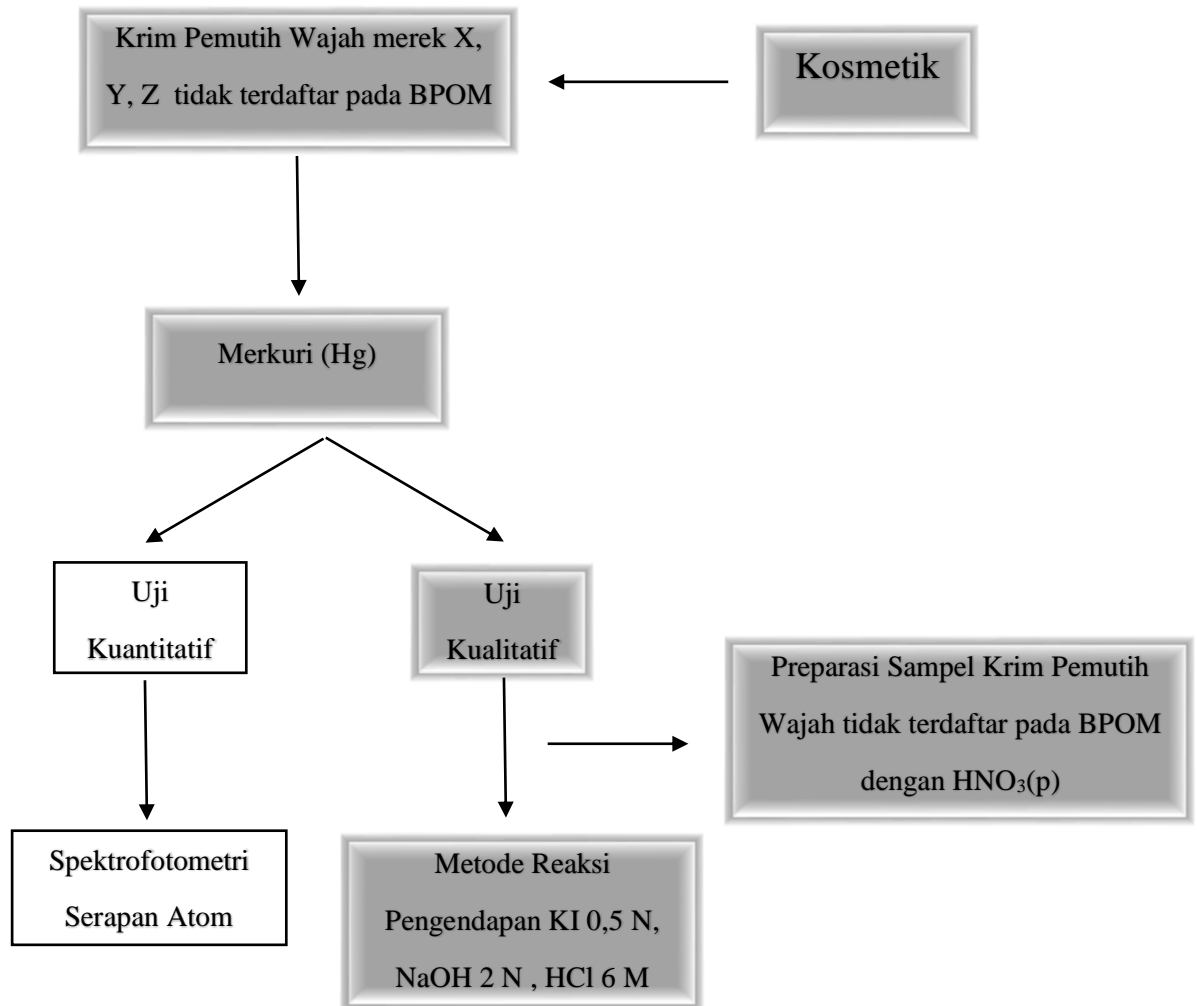 Krim Pemutih Wajah merek X,
Y, Z tidak terdaftar pada BPOM
Kosmetik
Merkuri (Hg)
Uji
Kuantitatif
Uji
Kualitatif
Preparasi Sampel Krim Pemutih
Wajah tidak terdaftar pada BPOM
dengan HNO₃(p)
Spektrofotometri
Serapan Atom
Metode Reaksi
Pengendapan KI 0,5 N,
NaOH 2 N , HCl 6 M